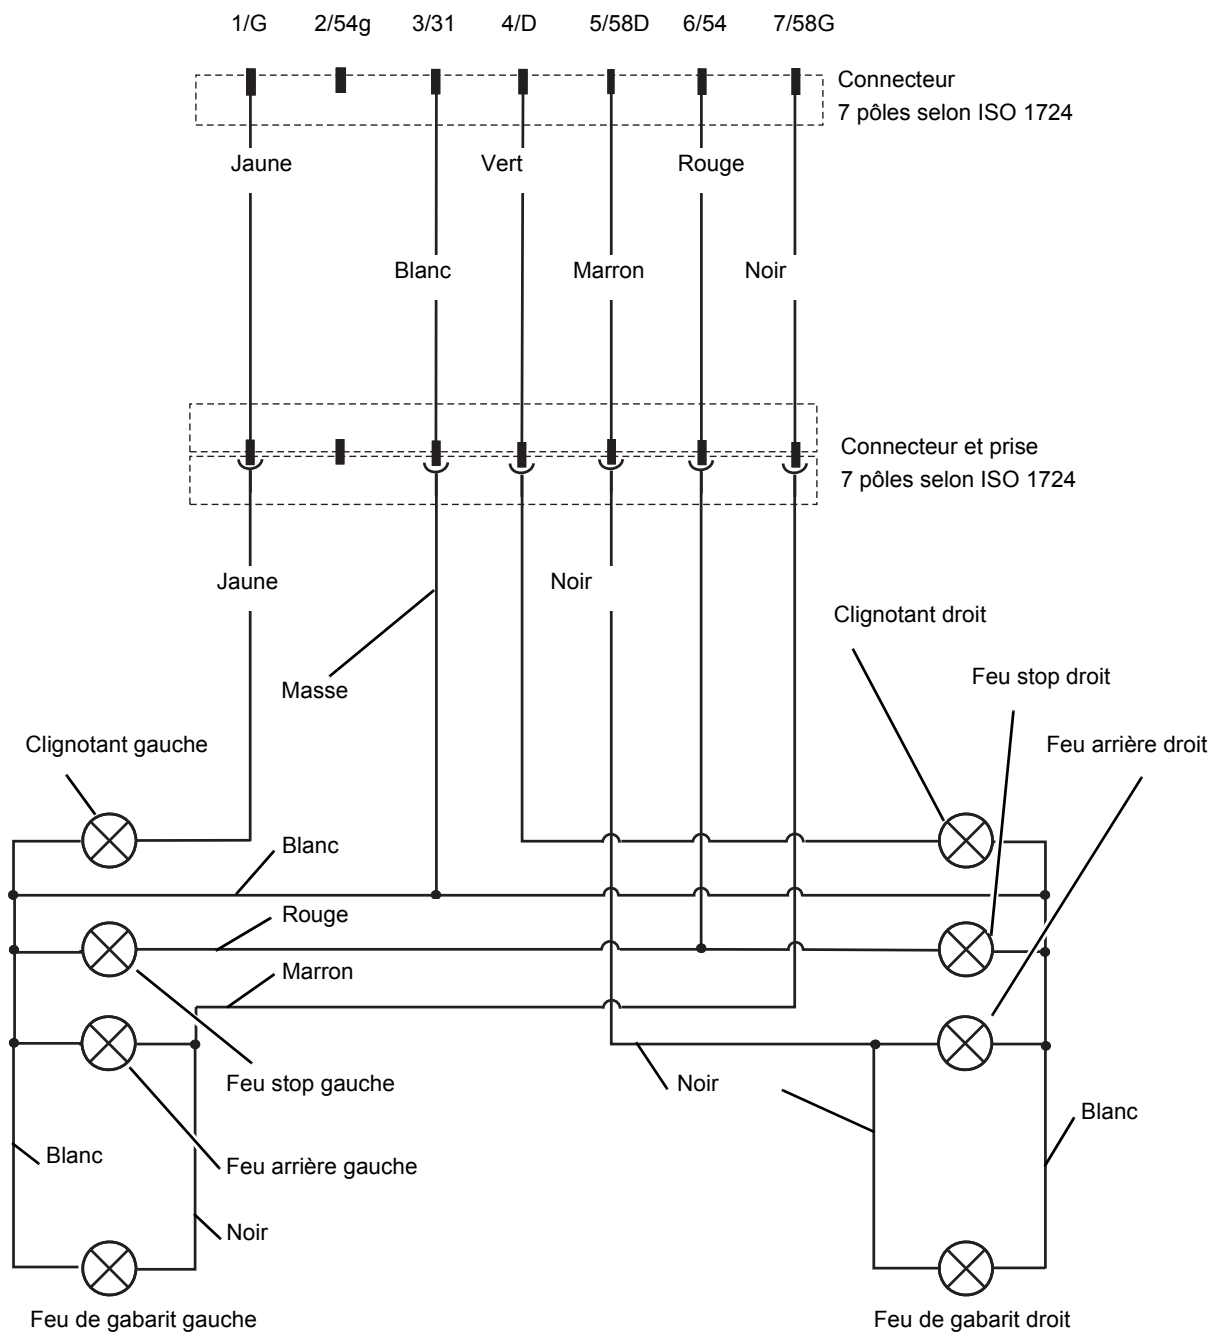 1/G 2/54g 3/31 4/D 5/58D 6/54 7/58G
Connecteur
7 pôles selon ISO 1724
Jaune Vert Rouge
Blanc Marron Noir
Connecteur et prise
7 pôles selon ISO 1724
Jaune Noir
Clignotant droit
Masse
Feu stop droit
Clignotant gauche
Feu arrière droit
Blanc
Rouge
Marron
Feu stop gauche
Noir
Blanc
Blanc
Feu arrière gauche
Noir
Feu de gabarit gauche
Feu de gabarit droit